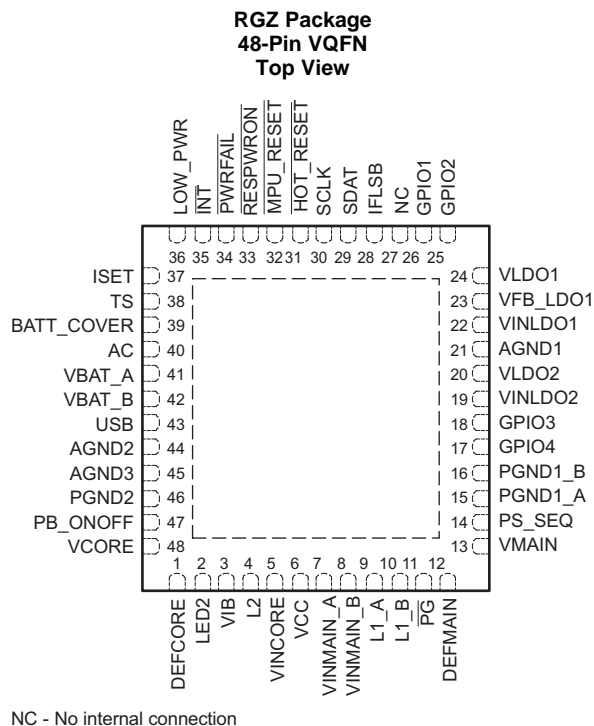 RGZ Package
48-Pin VQFN
Top View
LOW_PWR
INT
PWRFAIL
RESPWRON
MPU_RESET
HOT_RESET
SCLK
SDAT
IFLSB
NC
GPIO1
GPIO2
36 35 34 33 32 31 30 29 28 27 26 25
ISET 37
TS 38
BATT_COVER 39
AC 40
VBAT_A 41
VBAT_B 42
USB 43
AGND2 44
AGND3 45
PGND2 46
PB_ONOFF 47
VCORE 48
24 VLDO1
23 VFB_LDO1
22 VINLDO1
21 AGND1
20 VLDO2
19 VINLDO2
18 GPIO3
17 GPIO4
16 PGND1_B
15 PGND1_A
14 PS_SEQ
13 VMAIN
1 2 3 4 5 6 7 8 9 10 11 12
DEFCORE
LED2
VIB
L2
VINCORE
VCC
VINMAIN_A
VINMAIN_B
L1_A
L1_B
PG
DEFMAIN
NC - No internal connection